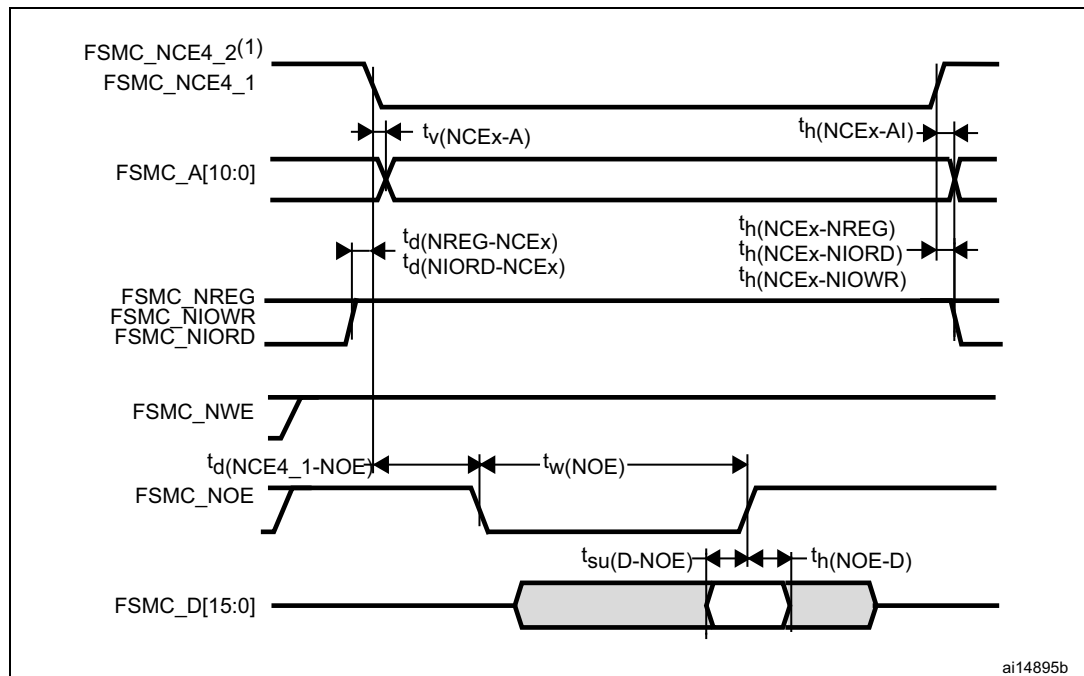 FSMC_NCE4_2(1)
FSMC_NCE4_1
tv(NCEx-A)
th(NCEx-AI)
FSMC_A[10:0]
td(NREG-NCEx)
td(NIORD-NCEx)
th(NCEx-NREG)
th(NCEx-NIORD)
th(NCEx-NIOWR)
FSMC_NREG
FSMC_NIOWR
FSMC_NIORD
FSMC_NWE
td(NCE4_1-NOE)
tw(NOE)
FSMC_NOE
tsu(D-NOE)
th(NOE-D)
FSMC_D[15:0]
ai14895b